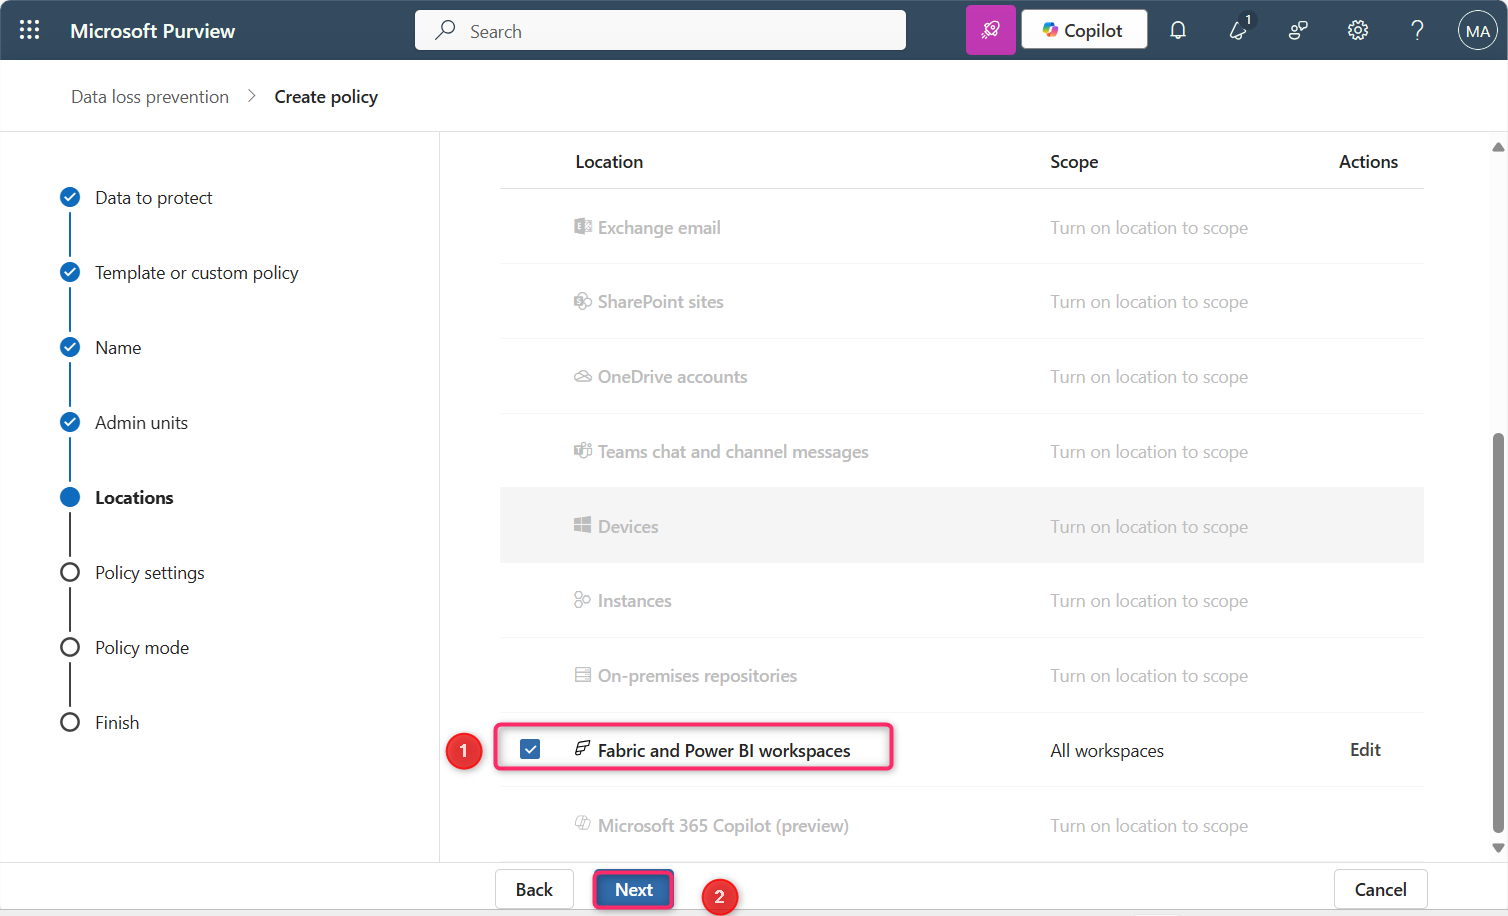 Microsoft Purview
Search
Copilot
1
MA
Data loss prevention > Create policy
Data to protect
Template or custom policy
Name
Admin units
Locations
Policy settings
Policy mode
Finish
Location Scope Actions
Exchange email Turn on location to scope
SharePoint sites Turn on location to scope
OneDrive accounts Turn on location to scope
Teams chat and channel messages Turn on location to scope
Devices Turn on location to scope
Instances Turn on location to scope
On-premises repositories Turn on location to scope
1 Fabric and Power BI workspaces All workspaces Edit
Microsoft 365 Copilot (preview) Turn on location to scope
Back Next 2 Cancel